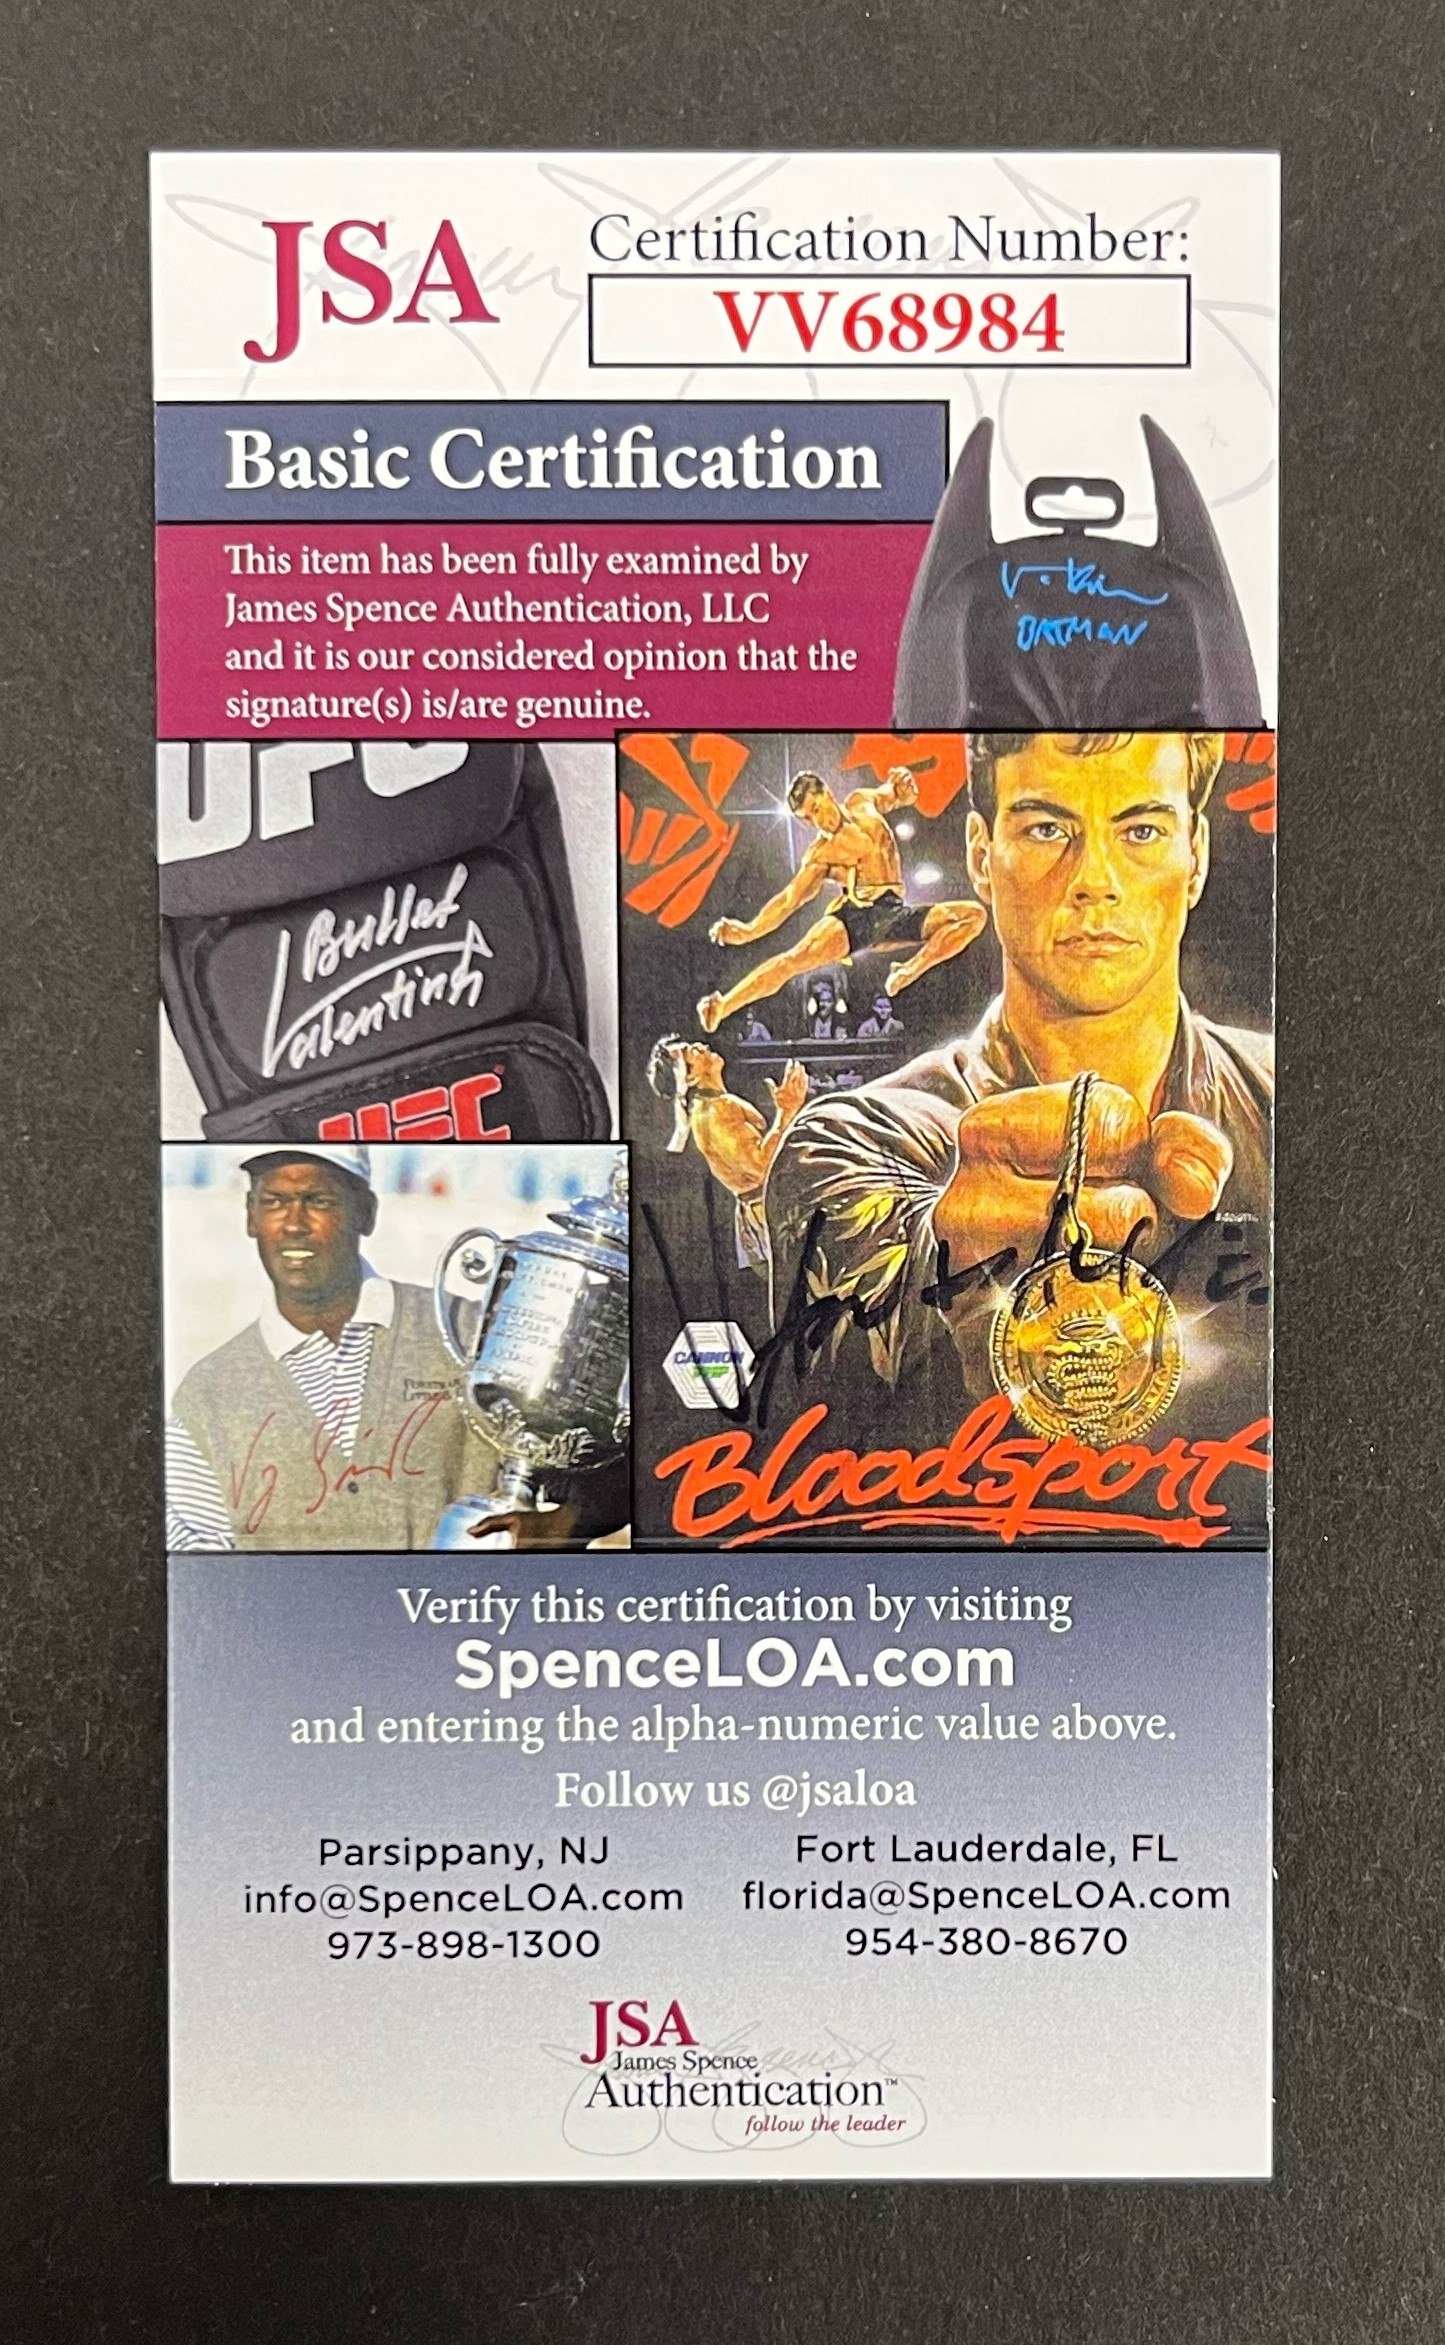 JSA
Certification Number:
VV68984
Basic Certification
This item has been fully examined by
James Spence Authentication, LLC
and it is our considered opinion that the
signature(s) is/are genuine.
BATMAN
UFC
Bullet
Valentina
UFC
CANNON
Bloodsport
Verify this certification by visiting
SpenceLOA.com
and entering the alpha-numeric value above.
Follow us @jsaloa
Parsippany, NJ
info@SpenceLOA.com
973-898-1300
Fort Lauderdale, FL
florida@SpenceLOA.com
954-380-8670
JSA
James Spence
Authentication™
follow the leader